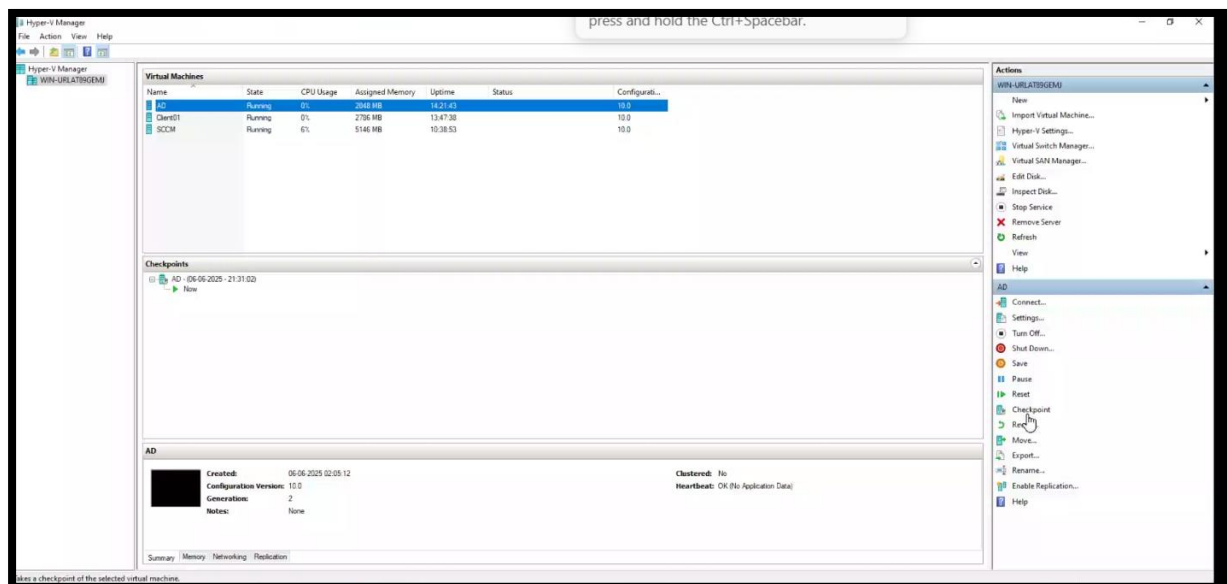 Hyper-V Manager
press and hold the Ctrl+Spacebar.
File Action View Help
Hyper-V Manager
WIN-URLAT89GEMJ
Virtual Machines
Name State CPU Usage Assigned Memory Uptime Status Configurati...
AD Running 0% 2048 MB 14:21:43 10.0
Client01 Running 0% 2786 MB 13:47:38 10.0
SCCM Running 6% 5146 MB 10:38:53 10.0
Checkpoints
AD - (06-06-2025 - 21:31:02)
Now
AD
Created: 06-06-2025 02:05:12
Configuration Version: 10.0
Generation: 2
Notes: None
Clustered: No
Heartbeat: OK (No Application Data)
Summary Memory Networking Replication
Actions
WIN-URLAT89GEMJ
New
Import Virtual Machine...
Hyper-V Settings...
Virtual Switch Manager...
Virtual SAN Manager...
Edit Disk...
Inspect Disk...
Stop Service
Remove Server
Refresh
View
Help
AD
Connect...
Settings...
Turn Off...
Shut Down...
Save
Pause
Reset
Checkpoint
Move...
Export...
Rename...
Enable Replication...
Help
akes a checkpoint of the selected virtual machine.